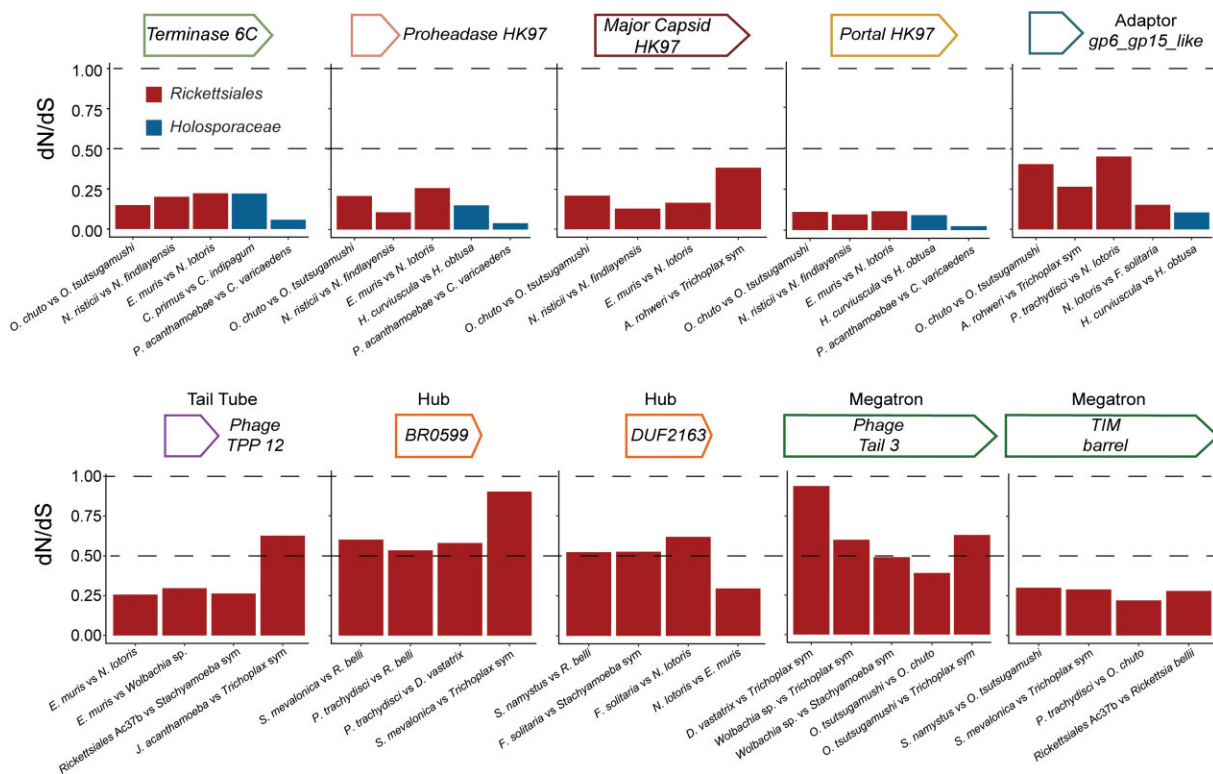 Terminase 6C
Proheadase HK97
Major Capsid
HK97
Portal HK97
Adaptor
gp6_gp15_like
dN/dS
1.00
0.75
0.50
0.25
0.00
Rickettsiales
Holosporaceae
O. chuto vs O. tsutsugamushi
N. risticii vs N. findlayensis
E. muris vs N. lotoris
C. primus vs C. indipagum
P. acanthamoebae vs C. varicaedens
O. chuto vs O. tsutsugamushi
N. risticii vs N. findlayensis
E. muris vs N. lotoris
H. curviuscula vs H. obtusa
P. acanthamoebae vs C. varicaedens
O. chuto vs O. tsutsugamushi
N. risticii vs N. findlayensis
E. muris vs N. lotoris
A. rohweri vs Trichoplax sym
O. chuto vs O. tsutsugamushi
N. risticii vs N. findlayensis
E. muris vs N. lotoris
H. curviuscula vs H. obtusa
P. acanthamoebae vs C. varicaedens
O. chuto vs O. tsutsugamushi
A. rohweri vs Trichoplax sym
P. trachydisci vs N. lotoris
N. lotoris vs F. solitaria
H. curviuscula vs H. obtusa
Tail Tube
Phage
TPP 12
Hub
BR0599
Hub
DUF2163
Megatron
Phage
Tail 3
Megatron
TIM
barrel
dN/dS
1.00
0.75
0.50
0.25
0.00
E. muris vs N. lotoris
E. muris vs Wolbachia sp.
Rickettsiales Ac37b vs Stachyamoeba sym
J. acanthamoeba vs Trichoplax sym
S. mevalonica vs R. belli
P. trachydisci vs R. belli
P. trachydisci vs D. vastatrix
S. mevalonica vs Trichoplax sym
S. namystus vs R. belli
F. solitaria vs Stachyamoeba sym
F. solitaria vs N. lotoris
N. lotoris vs E. muris
D. vastatrix vs Trichoplax sym
Wolbachia sp. vs Trichoplax sym
Wolbachia sp. vs Stachyamoeba sym
O. tsutsugamushi vs O. chuto
O. tsutsugamushi vs Trichoplax sym
S. namystus vs O. tsutsugamushi
S. mevalonica vs Trichoplax sym
P. trachydisci vs O. chuto
Rickettsiales Ac37b vs Rickettsia bellii